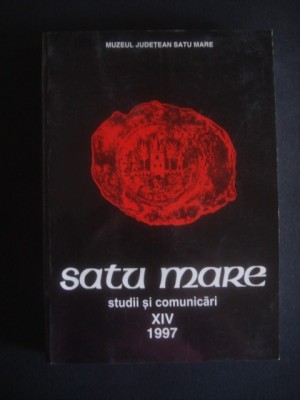 MUZEUL JUDEȚEAN SATU MARE
satu mare
studii și comunicări
XIV
1997